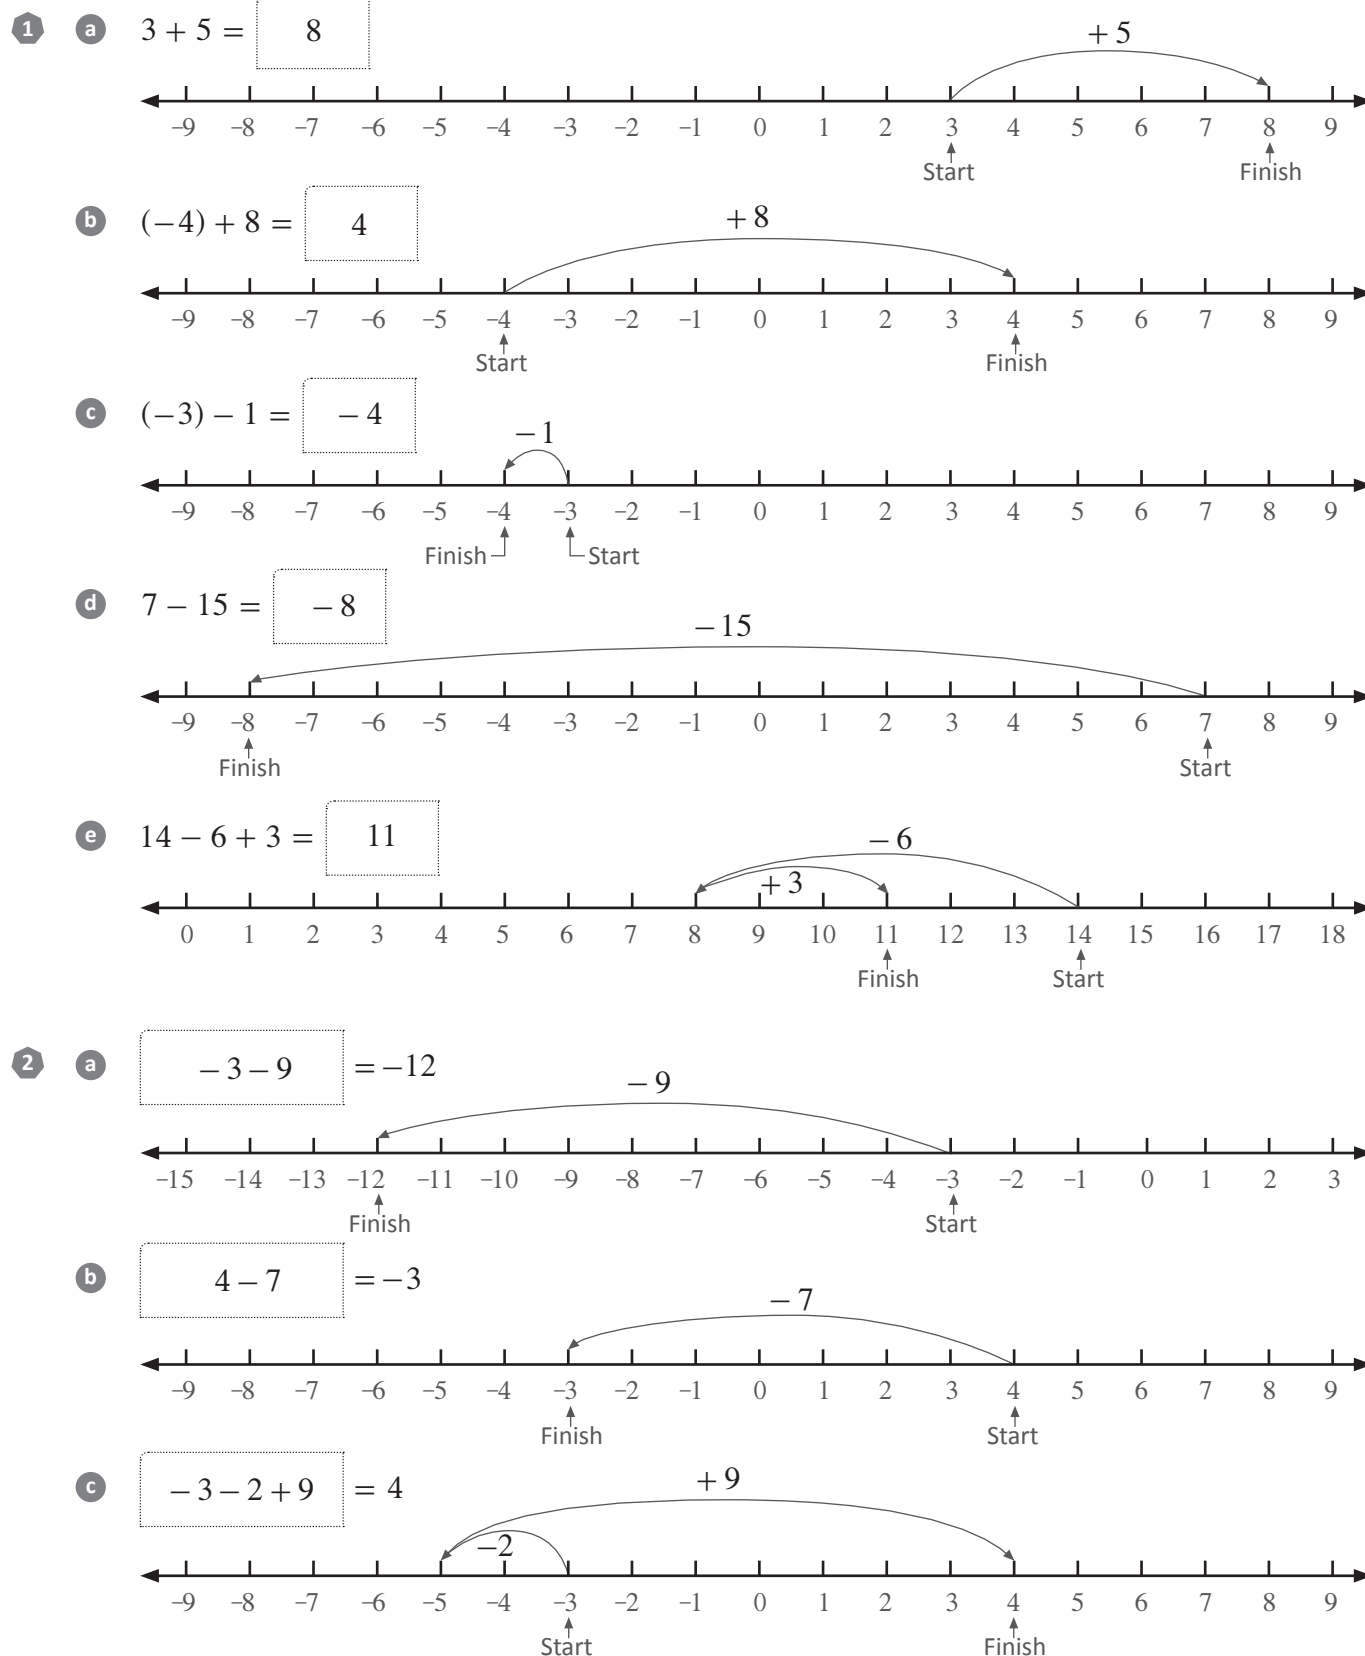 1 a 3 + 5 = 8
+ 5
–9 –8 –7 –6 –5 –4 –3 –2 –1 0 1 2 3 4 5 6 7 8 9
Start Finish
b (−4) + 8 = 4
+ 8
–9 –8 –7 –6 –5 –4 –3 –2 –1 0 1 2 3 4 5 6 7 8 9
Start Finish
c (−3) − 1 = − 4
− 1
–9 –8 –7 –6 –5 –4 –3 –2 –1 0 1 2 3 4 5 6 7 8 9
Finish Start
d 7 − 15 = − 8
− 15
–9 –8 –7 –6 –5 –4 –3 –2 –1 0 1 2 3 4 5 6 7 8 9
Finish Start
e 14 − 6 + 3 = 11
− 6
+ 3
0 1 2 3 4 5 6 7 8 9 10 11 12 13 14 15 16 17 18
Finish Start
2 a − 3 − 9 = −12
− 9
–15 –14 –13 –12 –11 –10 –9 –8 –7 –6 –5 –4 –3 –2 –1 0 1 2 3
Finish Start
b 4 − 7 = −3
− 7
–9 –8 –7 –6 –5 –4 –3 –2 –1 0 1 2 3 4 5 6 7 8 9
Finish Start
c − 3 − 2 + 9 = 4
+ 9
−2
–9 –8 –7 –6 –5 –4 –3 –2 –1 0 1 2 3 4 5 6 7 8 9
Start Finish